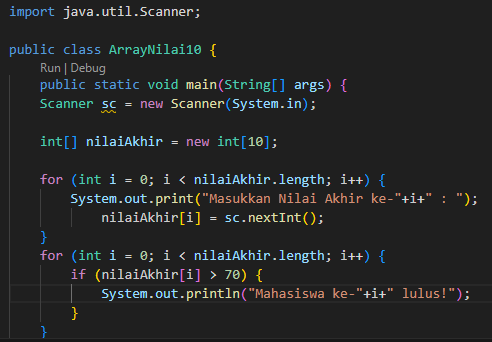 import java.util.Scanner;
public class ArrayNilai10 {
Run | Debug
public static void main(String[] args) {
Scanner sc = new Scanner(System.in);
int[] nilaiAkhir = new int[10];
for (int i = 0; i < nilaiAkhir.length; i++) {
System.out.print("Masukkan Nilai Akhir ke-"+i+" : ");
nilaiAkhir[i] = sc.nextInt();
}
for (int i = 0; i < nilaiAkhir.length; i++) {
if (nilaiAkhir[i] > 70) {
System.out.println("Mahasiswa ke-"+i+" lulus!");
}
}